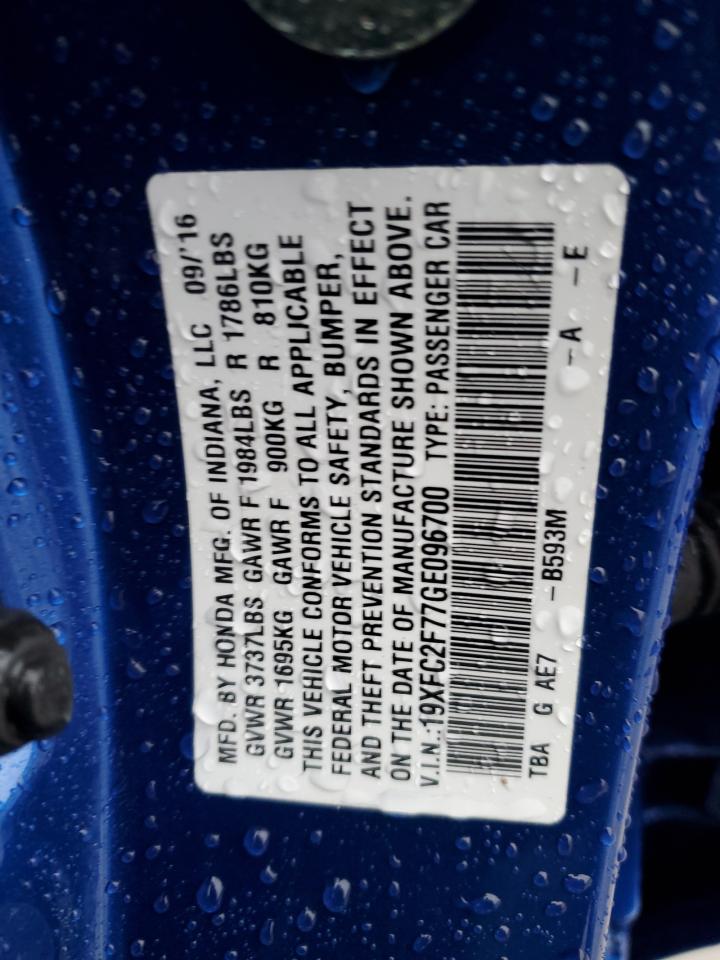 MFD. BY HONDA MFG. OF INDIANA, LLC 09/'16
GVWR 3737LBS GAWR F 1984LBS R 1786LBS
GVWR 1695KG GAWR F 900KG R 810KG
THIS VEHICLE CONFORMS TO ALL APPLICABLE
FEDERAL MOTOR VEHICLE SAFETY, BUMPER,
AND THEFT PREVENTION STANDARDS IN EFFECT
ON THE DATE OF MANUFACTURE SHOWN ABOVE.
V.I.N.:19XFC2F77GE096700 TYPE: PASSENGER CAR
TBA G AE7 -B593M -A -E